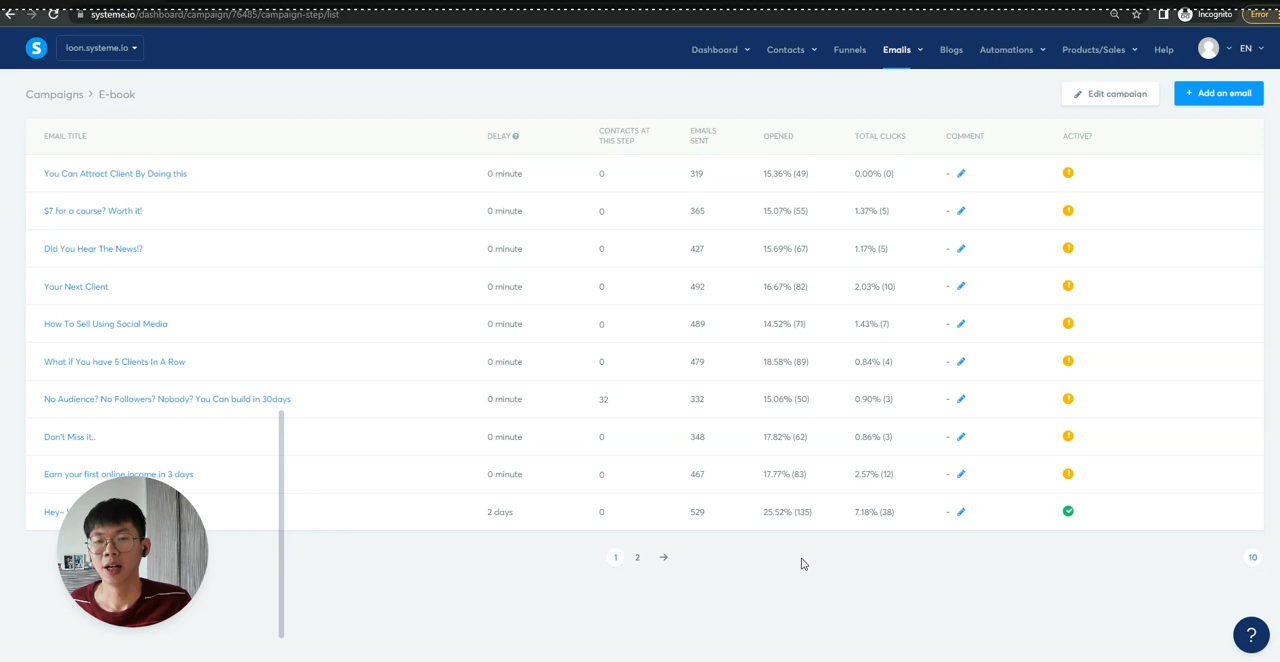 systeme.io/dashboard/campaign/76485/campaign-step/list Incognito Error
S loon.systeme.io Dashboard Contacts Funnels Emails Blogs Automations Products/Sales Help EN
Campaigns > E-book Edit campaign + Add an email
EMAIL TITLE DELAY CONTACTS AT THIS STEP EMAILS SENT OPENED TOTAL CLICKS COMMENT ACTIVE?
You Can Attract Client By Doing this 0 minute 0 319 15.36% (49) 0.00% (0) -
$7 for a course? Worth it! 0 minute 0 365 15.07% (55) 1.37% (5) -
Did You Hear The News!? 0 minute 0 427 15.69% (67) 1.17% (5) -
Your Next Client 0 minute 0 492 16.67% (82) 2.03% (10) -
How To Sell Using Social Media 0 minute 0 489 14.52% (71) 1.43% (7) -
What if You have 5 Clients In A Row 0 minute 0 479 18.58% (89) 0.84% (4) -
No Audience? No Followers? Nobody? You Can build in 30days 0 minute 32 332 15.06% (50) 0.90% (3) -
Don't Miss it.. 0 minute 0 348 17.82% (62) 0.86% (3) -
Earn your first online income in 3 days 0 minute 0 467 17.77% (83) 2.57% (12) -
Hey~ 2 days 0 529 25.52% (135) 7.18% (38) -
1 2 → 10
?